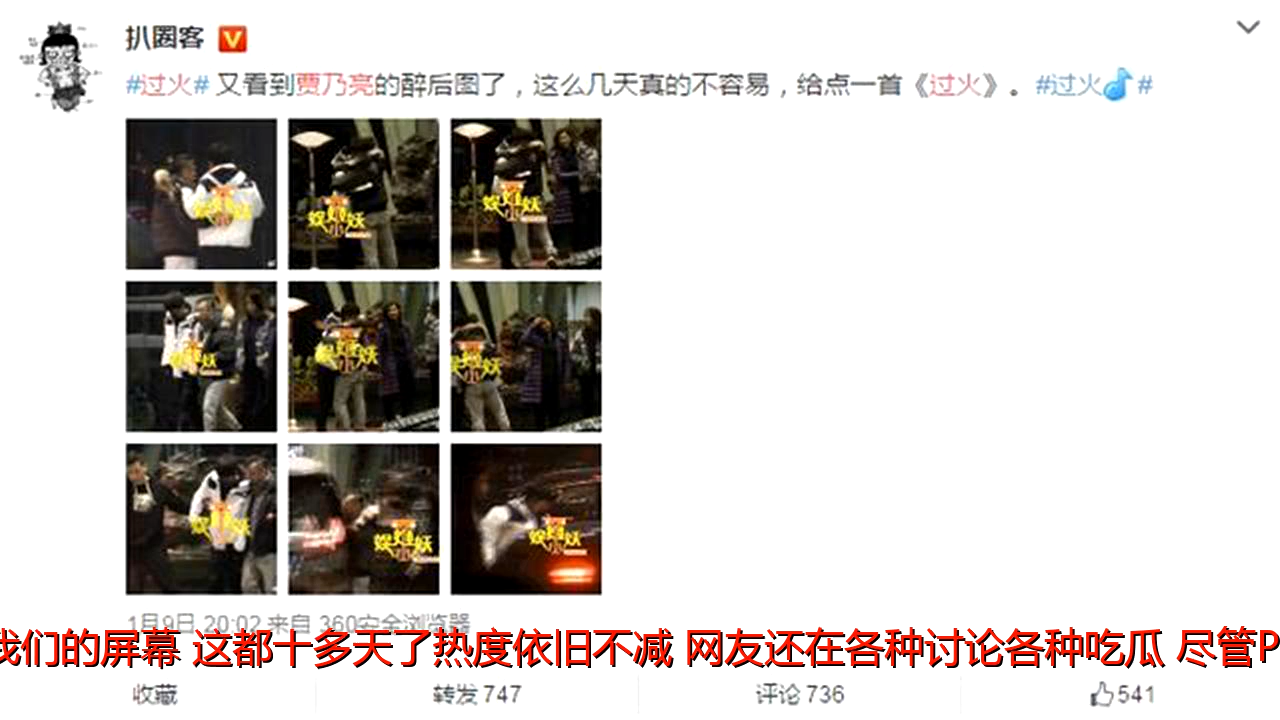 扒圈客
#过火# 又看到贾乃亮的醉后图了，这么几天真的不容易，给点一首《过火》。#过火 #
1月9日 20:02 来自 360安全浏览器
我们的屏幕 这都十多天了热度依旧不减 网友还在各种讨论各种吃瓜 尽管P
收藏 转发 747 评论 736 541